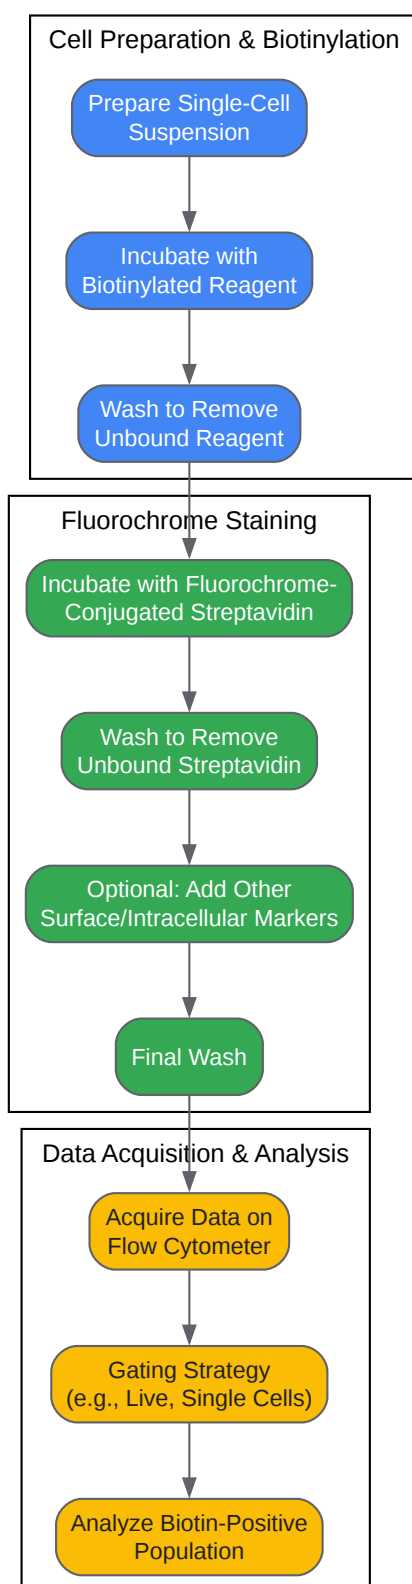 Cell Preparation & Biotinylation
Prepare Single-Cell
Suspension
Incubate with
Biotinylated Reagent
Wash to Remove
Unbound Reagent
Fluorochrome Staining
Incubate with Fluorochrome-
Conjugated Streptavidin
Wash to Remove
Unbound Streptavidin
Optional: Add Other
Surface/Intracellular Markers
Final Wash
Data Acquisition & Analysis
Acquire Data on
Flow Cytometer
Gating Strategy
(e.g., Live, Single Cells)
Analyze Biotin-Positive
Population